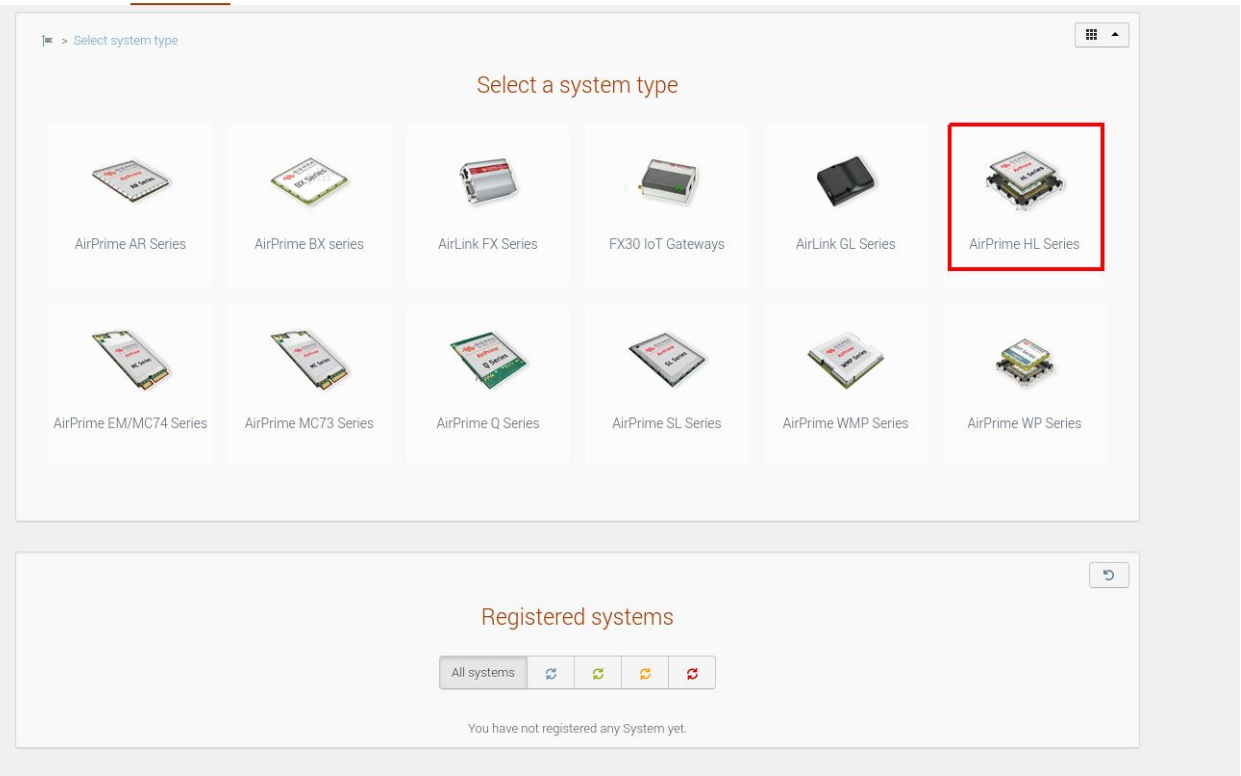 > Select system type
Select a system type
AirPrime AR Series
AirPrime BX series
AirLink FX Series
FX30 IoT Gateways
AirLink GL Series
AirPrime HL Series
AirPrime EM/MC74 Series
AirPrime MC73 Series
AirPrime Q Series
AirPrime SL Series
AirPrime WMP Series
AirPrime WP Series
Registered systems
All systems
You have not registered any System yet.